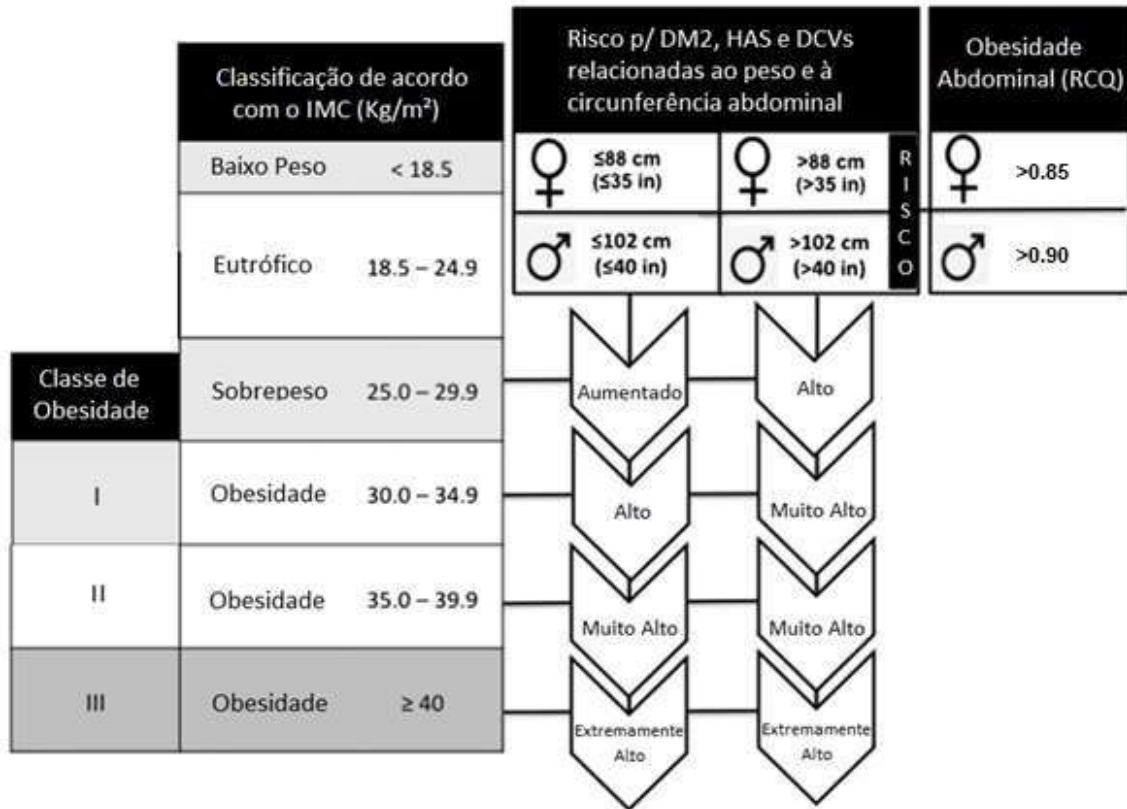 Classificação de acordo
com o IMC (Kg/m²)
Risco p/ DM2, HAS e DCVs
relacionadas ao peso e à
circunferência abdominal
Obesidade
Abdominal (RCQ)
Baixo Peso < 18.5
≤88 cm
(≤35 in)
>88 cm
(>35 in)
RISCO
>0.85
Eutrófico 18.5 – 24.9
≤102 cm
(≤40 in)
>102 cm
(>40 in)
>0.90
Classe de
Obesidade
Sobrepeso 25.0 – 29.9
Aumentado
Alto
I
Obesidade 30.0 – 34.9
Alto
Muito Alto
II
Obesidade 35.0 – 39.9
Muito Alto
Muito Alto
III
Obesidade ≥ 40
Extremamente
Alto
Extremamente
Alto